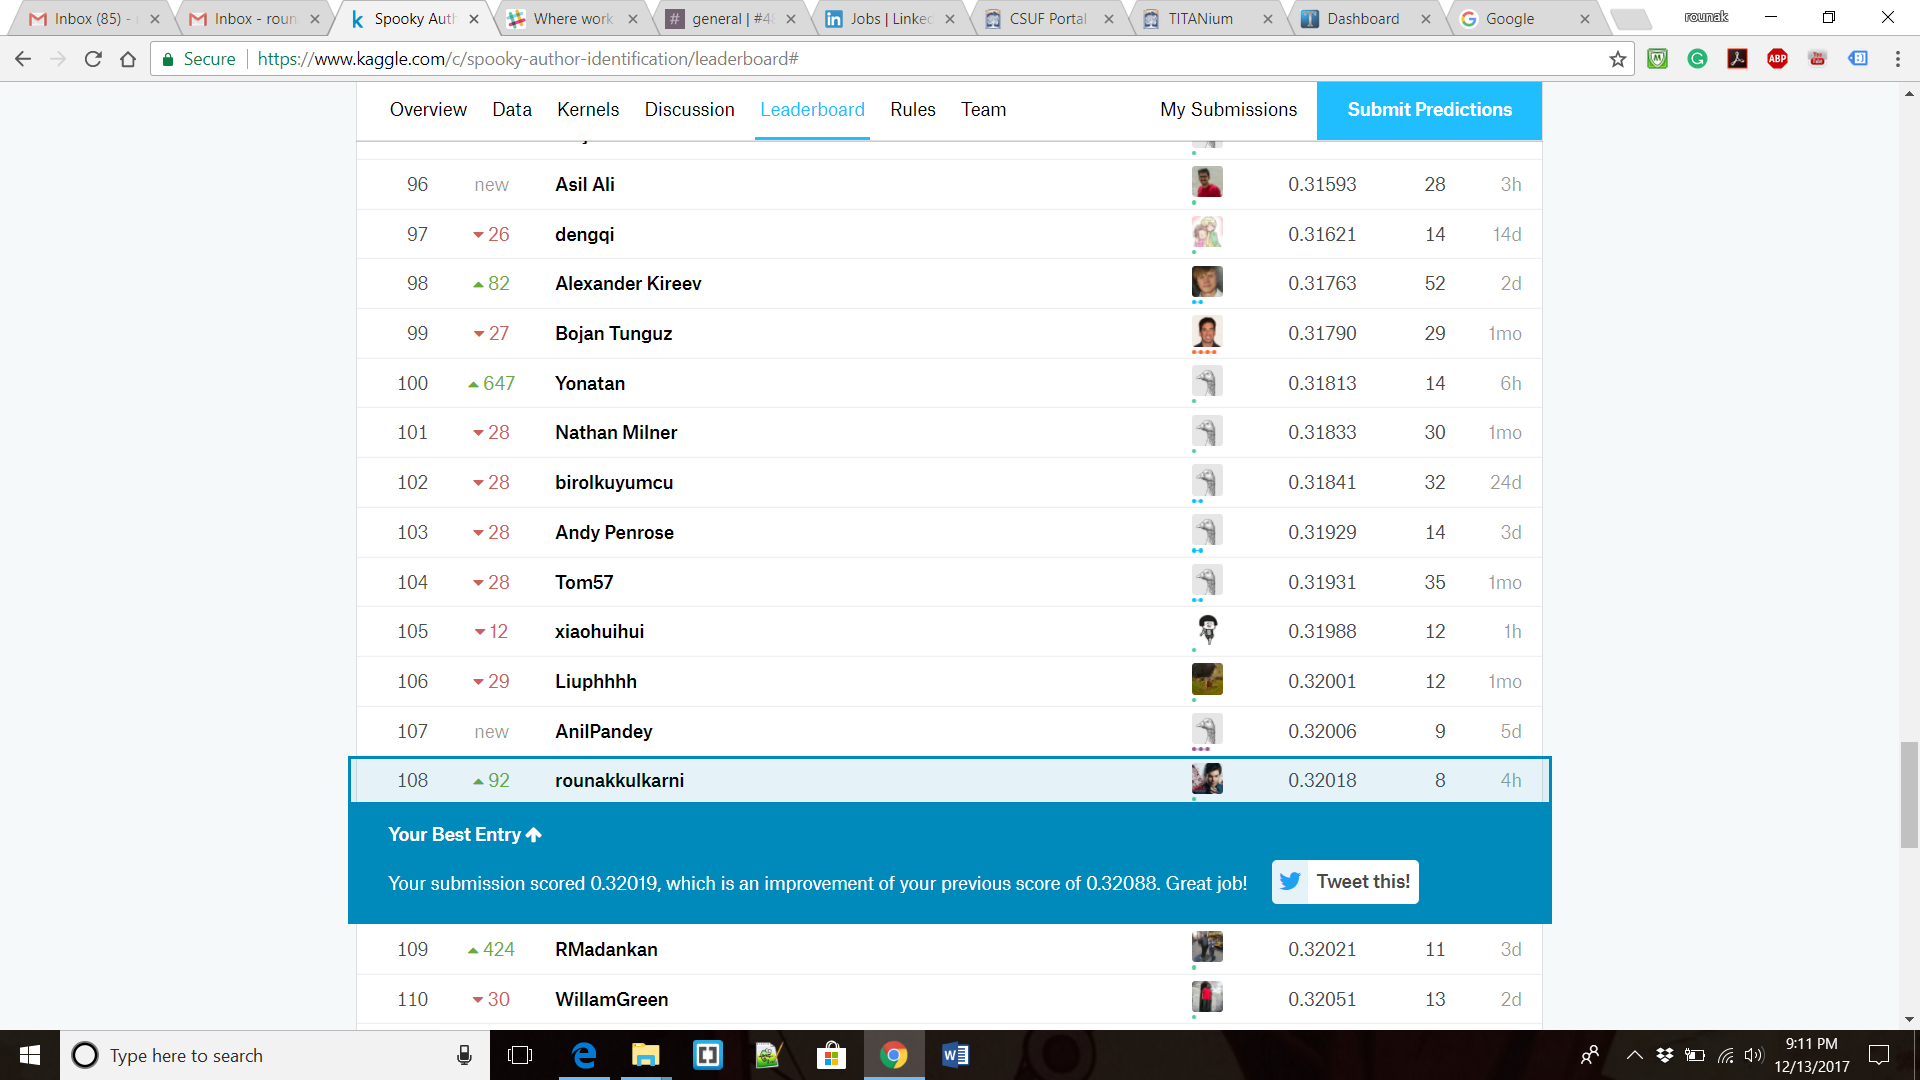 Inbox (85) -
Inbox - roun
Spooky Auth
Where work
general | #48
Jobs | Linke
CSUF Portal
TITANium
Dashboard
Google
rounak
Secure
https://www.kaggle.com/c/spooky-author-identification/leaderboard#
ABP
Overview Data Kernels Discussion Leaderboard Rules Team My Submissions Submit Predictions
96 new Asil Ali 0.31593 28 3h
97 26 dengqi 0.31621 14 14d
98 82 Alexander Kireev 0.31763 52 2d
99 27 Bojan Tunguz 0.31790 29 1mo
100 647 Yonatan 0.31813 14 6h
101 28 Nathan Milner 0.31833 30 1mo
102 28 birolkuyumcu 0.31841 32 24d
103 28 Andy Penrose 0.31929 14 3d
104 28 Tom57 0.31931 35 1mo
105 12 xiaohuihui 0.31988 12 1h
106 29 Liuphhhh 0.32001 12 1mo
107 new AnilPandey 0.32006 9 5d
108 92 rounakkulkarni 0.32018 8 4h
Your Best Entry
Your submission scored 0.32019, which is an improvement of your previous score of 0.32088. Great job!
Tweet this!
109 424 RMadankan 0.32021 11 3d
110 30 WillamGreen 0.32051 13 2d
Type here to search
9:11 PM
12/13/2017